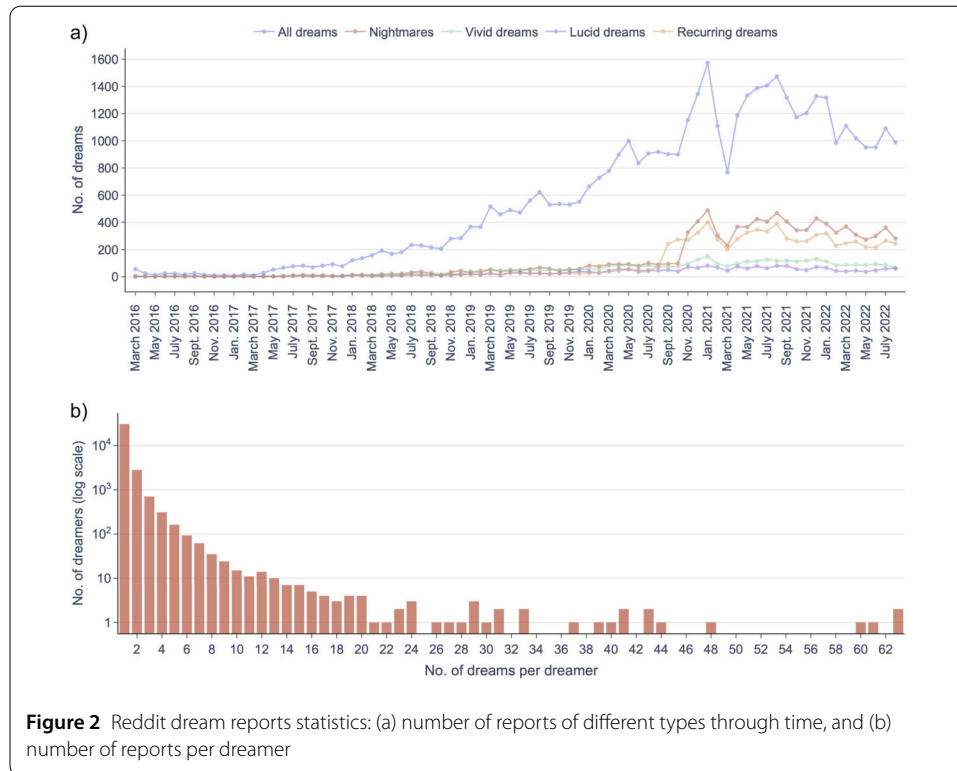 a)
All dreams Nightmares Vivid dreams Lucid dreams Recurring dreams
1600
1400
1200
1000
800
600
400
200
0
No. of dreams
March 2016
May 2016
July 2016
Sept. 2016
Nov. 2016
Jan. 2017
March 2017
May 2017
July 2017
Sept. 2017
Nov. 2017
Jan. 2018
March 2018
May 2018
July 2018
Sept. 2018
Nov. 2018
Jan. 2019
March 2019
May 2019
July 2019
Sept. 2019
Nov. 2019
Jan. 2020
March 2020
May 2020
July 2020
Sept. 2020
Nov. 2020
Jan. 2021
March 2021
May 2021
July 2021
Sept. 2021
Nov. 2021
Jan. 2022
March 2022
May 2022
July 2022
b)
10⁴
10³
10²
10
1
No. of dreamers (log scale)
2 4 6 8 10 12 14 16 18 20 22 24 26 28 30 32 34 36 38 40 42 44 46 48 50 52 54 56 58 60 62
No. of dreams per dreamer
Figure 2 Reddit dream reports statistics: (a) number of reports of different types through time, and (b)
number of reports per dreamer